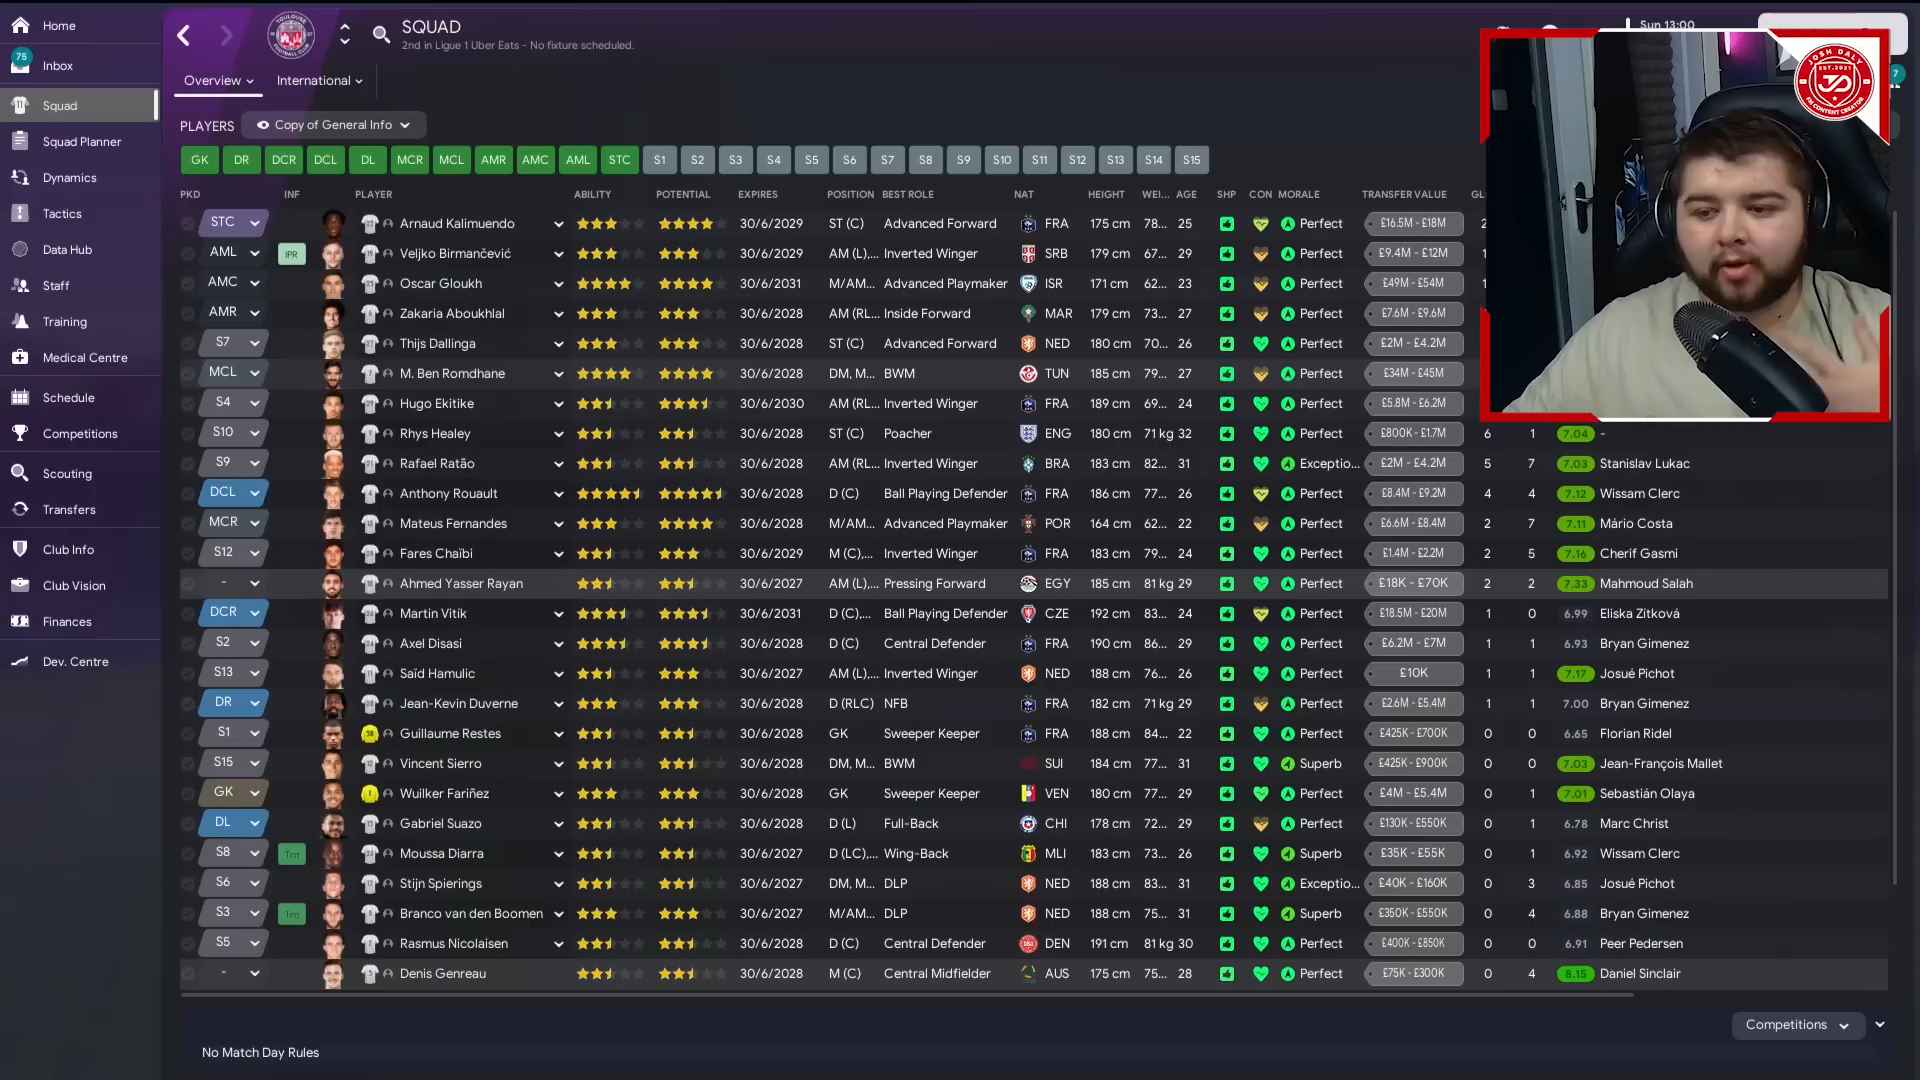 Home
SQUAD
2nd in Ligue 1 Uber Eats - No fixture scheduled.
Sun 13:00
75
Inbox
Squad
Squad Planner
Dynamics
Tactics
Data Hub
Staff
Training
Medical Centre
Schedule
Competitions
Scouting
Transfers
Club Info
Club Vision
Finances
Dev. Centre
JOSH DALY
EST. 2021
JD
FM CONTENT CREATOR
7
Overview International
PLAYERS Copy of General Info
GK DR DCR DCL DL MCR MCL AMR AMC AML STC S1 S2 S3 S4 S5 S6 S7 S8 S9 S10 S11 S12 S13 S14 S15
PKD INF PLAYER ABILITY POTENTIAL EXPIRES POSITION BEST ROLE NAT HEIGHT WEI... AGE SHP CON MORALE TRANSFER VALUE
STC Arnaud Kalimuendo 30/6/2029 ST (C) Advanced Forward FRA 175 cm 78... 25 Perfect £16.5M - £18M
AML IPR Veljko Birmančević 30/6/2029 AM (L),... Inverted Winger SRB 179 cm 67... 29 Perfect £9.4M - £12M
AMC Oscar Gloukh 30/6/2031 M/AM... Advanced Playmaker ISR 171 cm 62... 23 Perfect £49M - £54M
AMR Zakaria Aboukhlal 30/6/2028 AM (RL... Inside Forward MAR 179 cm 73... 27 Perfect £7.6M - £9.6M
S7 Thijs Dallinga 30/6/2028 ST (C) Advanced Forward NED 180 cm 70... 26 Perfect £2M - £4.2M
MCL M. Ben Romdhane 30/6/2028 DM, M... BWM TUN 185 cm 79... 27 Perfect £34M - £45M
S4 Hugo Ekitike 30/6/2030 AM (RL... Inverted Winger FRA 189 cm 69... 24 Perfect £5.8M - £6.2M
S10 Rhys Healey 30/6/2028 ST (C) Poacher ENG 180 cm 71 kg 32 Perfect £800K - £1.7M 6 1 7.04 -
S9 Rafael Ratão 30/6/2028 AM (RL... Inverted Winger BRA 183 cm 82... 31 Exceptio... £2M - £4.2M 5 7 7.03 Stanislav Lukac
DCL Anthony Rouault 30/6/2028 D (C) Ball Playing Defender FRA 186 cm 77... 26 Perfect £8.4M - £9.2M 4 4 7.12 Wissam Clerc
MCR Mateus Fernandes 30/6/2028 M/AM... Advanced Playmaker POR 164 cm 62... 22 Perfect £6.6M - £8.4M 2 7 7.11 Mário Costa
S12 Fares Chaïbi 30/6/2029 M (C),... Inverted Winger FRA 183 cm 79... 24 Perfect £1.4M - £2.2M 2 5 7.16 Cherif Gasmi
- Ahmed Yasser Rayan 30/6/2027 AM (L),... Pressing Forward EGY 185 cm 81 kg 29 Perfect £18K - £70K 2 2 7.33 Mahmoud Salah
DCR Martin Vitík 30/6/2031 D (C),... Ball Playing Defender CZE 192 cm 83... 24 Perfect £18.5M - £20M 1 0 6.99 Eliska Zítková
S2 Axel Disasi 30/6/2028 D (C) Central Defender FRA 190 cm 86... 29 Perfect £6.2M - £7M 1 1 6.93 Bryan Gimenez
S13 Saïd Hamulic 30/6/2027 AM (L),... Inverted Winger NED 188 cm 76... 26 Perfect £10K 1 1 7.17 Josué Pichot
DR Jean-Kevin Duverne 30/6/2028 D (RLC) NFB FRA 182 cm 71 kg 29 Perfect £2.6M - £5.4M 1 1 7.00 Bryan Gimenez
S1 Guillaume Restes 30/6/2028 GK Sweeper Keeper FRA 188 cm 84... 22 Perfect £425K - £700K 0 0 6.65 Florian Ridel
S15 Vincent Sierro 30/6/2028 DM, M... BWM SUI 184 cm 77... 31 Superb £425K - £900K 0 0 7.03 Jean-François Mallet
GK Wuilker Fariñez 30/6/2028 GK Sweeper Keeper VEN 180 cm 77... 29 Perfect £4M - £5.4M 0 1 7.01 Sebastián Olaya
DL Gabriel Suazo 30/6/2028 D (L) Full-Back CHI 178 cm 72... 29 Perfect £130K - £550K 0 1 6.78 Marc Christ
S8 Trn Moussa Diarra 30/6/2027 D (LC),... Wing-Back MLI 183 cm 73... 26 Superb £35K - £55K 0 1 6.92 Wissam Clerc
S6 Stijn Spierings 30/6/2027 DM, M... DLP NED 188 cm 83... 31 Exceptio... £40K - £160K 0 3 6.85 Josué Pichot
S3 Trn Branco van den Boomen 30/6/2027 M/AM... DLP NED 188 cm 75... 31 Superb £350K - £550K 0 4 6.88 Bryan Gimenez
S5 Rasmus Nicolaisen 30/6/2028 D (C) Central Defender DEN 191 cm 81 kg 30 Perfect £400K - £850K 0 0 6.91 Peer Pedersen
- Denis Genreau 30/6/2028 M (C) Central Midfielder AUS 175 cm 75... 28 Perfect £75K - £300K 0 4 8.15 Daniel Sinclair
Competitions
No Match Day Rules